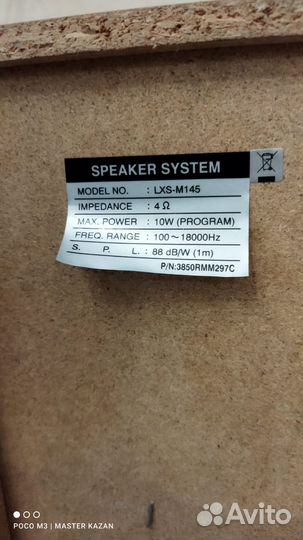 SPEAKER SYSTEM
MODEL NO. : LXS-M145
IMPEDANCE : 4 Ω
MAX. POWER : 10W (PROGRAM)
FREQ. RANGE : 100～18000Hz
S. P. L. : 88 dB/W (1m)
P/N:3850RMM297C
POCO M3 | MASTER KAZAN
Avito